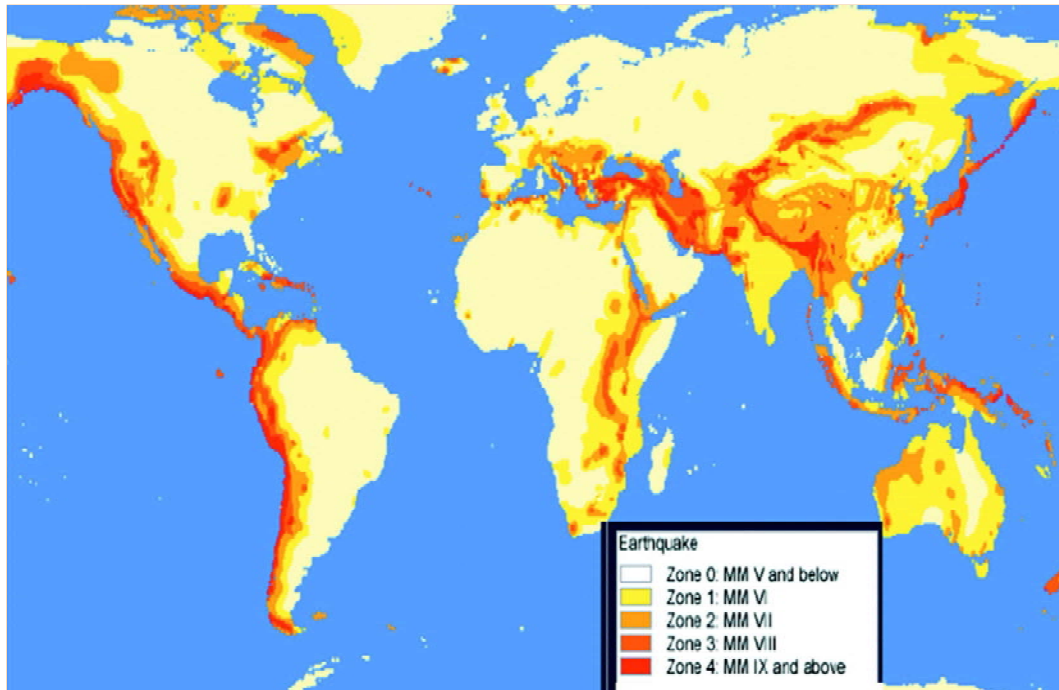 Earthquake
Zone 0: MM V and below
Zone 1: MM VI
Zone 2: MM VII
Zone 3: MM VIII
Zone 4: MM IX and above